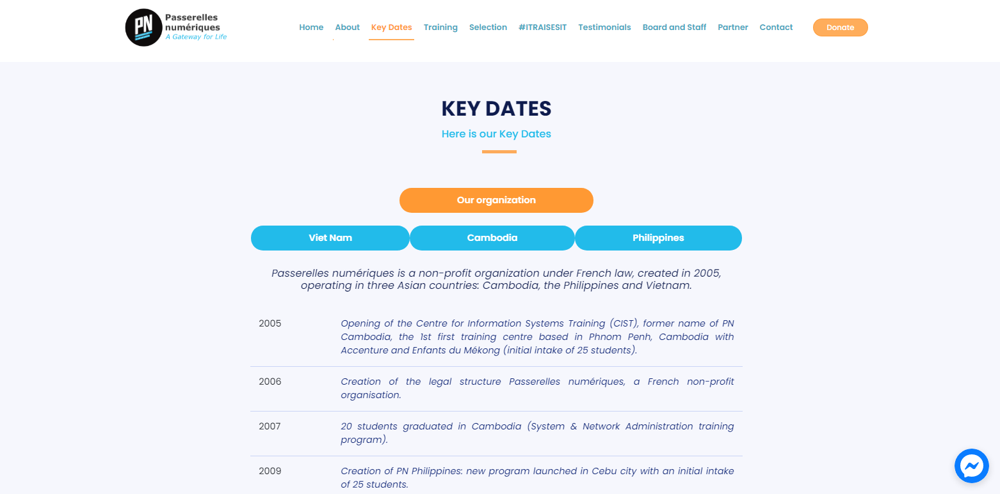 PN
Passerelles
numériques
A Gateway for Life
Home About Key Dates Training Selection #ITRAISESIT Testimonials Board and Staff Partner Contact Donate
KEY DATES
Here is our Key Dates
Our organization
Viet Nam Cambodia Philippines
Passerelles numériques is a non-profit organization under French law, created in 2005,
operating in three Asian countries: Cambodia, the Philippines and Vietnam.
2005 Opening of the Centre for Information Systems Training (CIST), former name of PN
Cambodia, the 1st first training centre based in Phnom Penh, Cambodia with
Accenture and Enfants du Mékong (initial intake of 25 students).
2006 Creation of the legal structure Passerelles numériques, a French non-profit
organisation.
2007 20 students graduated in Cambodia (System & Network Administration training
program).
2009 Creation of PN Philippines: new program launched in Cebu city with an initial intake
of 25 students.